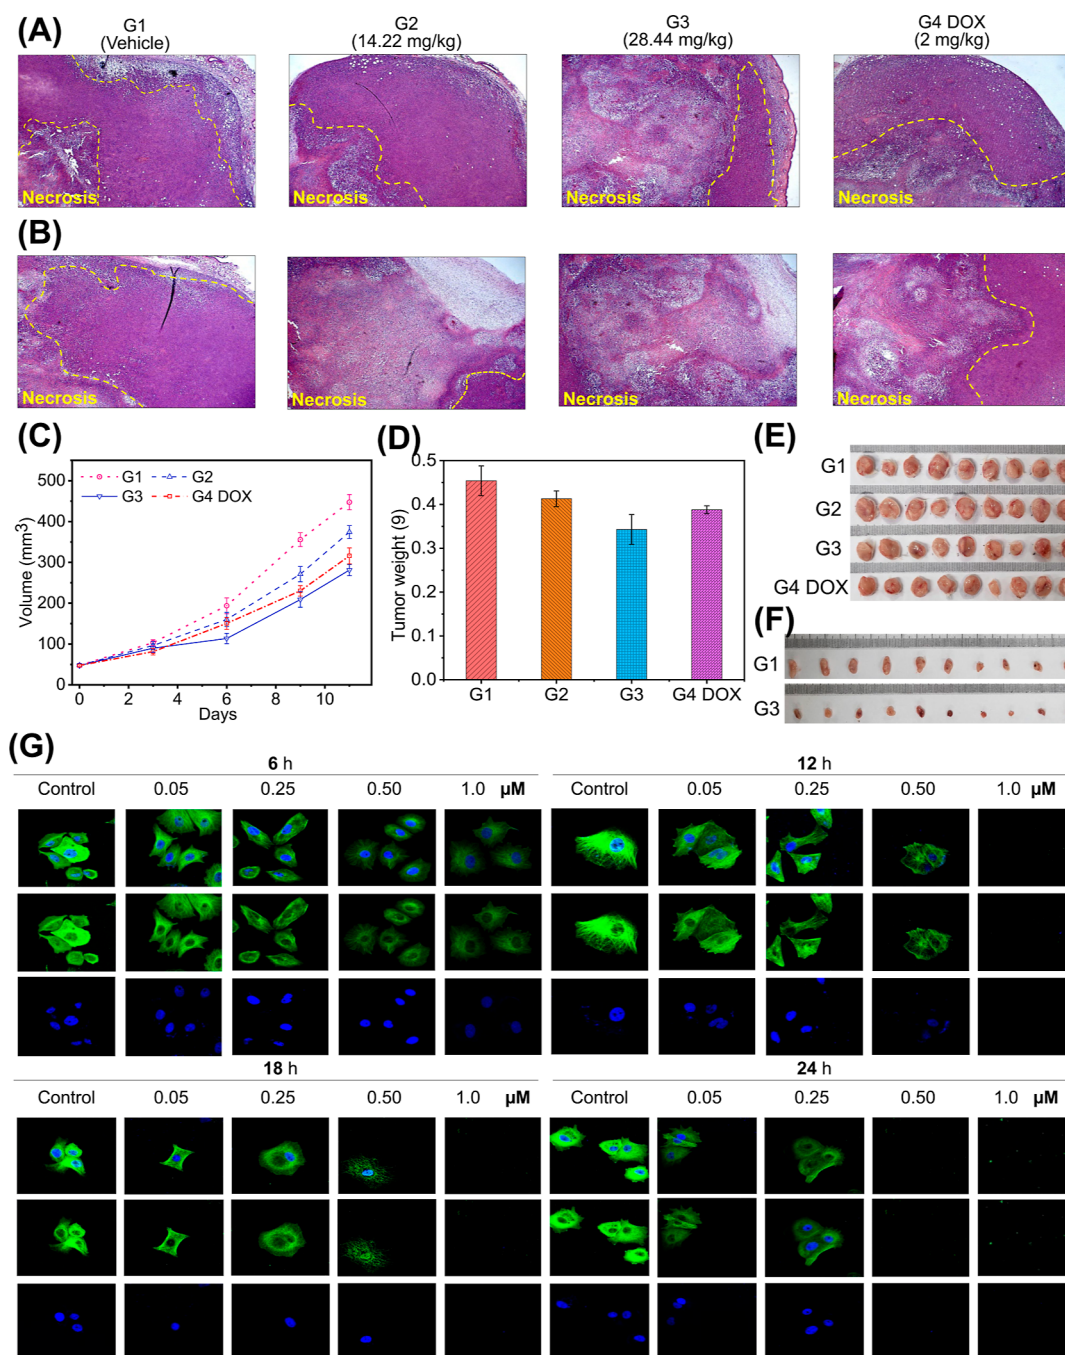 (A)
G1
(Vehicle)
G2
(14.22 mg/kg)
G3
(28.44 mg/kg)
G4 DOX
(2 mg/kg)
Necrosis
Necrosis
Necrosis
Necrosis
(B)
Necrosis
Necrosis
Necrosis
Necrosis
(C)
G1
G2
G3
G4 DOX
Volume (mm³)
500
400
300
200
100
0
0 2 4 6 8 10
Days
(D)
Tumor weight (9)
0.5
0.4
0.3
0.2
0.1
0.0
G1 G2 G3 G4 DOX
(E)
G1
G2
G3
G4 DOX
(F)
G1
G3
(G)
6 h
Control 0.05 0.25 0.50 1.0 µM
12 h
Control 0.05 0.25 0.50 1.0 µM
18 h
Control 0.05 0.25 0.50 1.0 µM
24 h
Control 0.05 0.25 0.50 1.0 µM